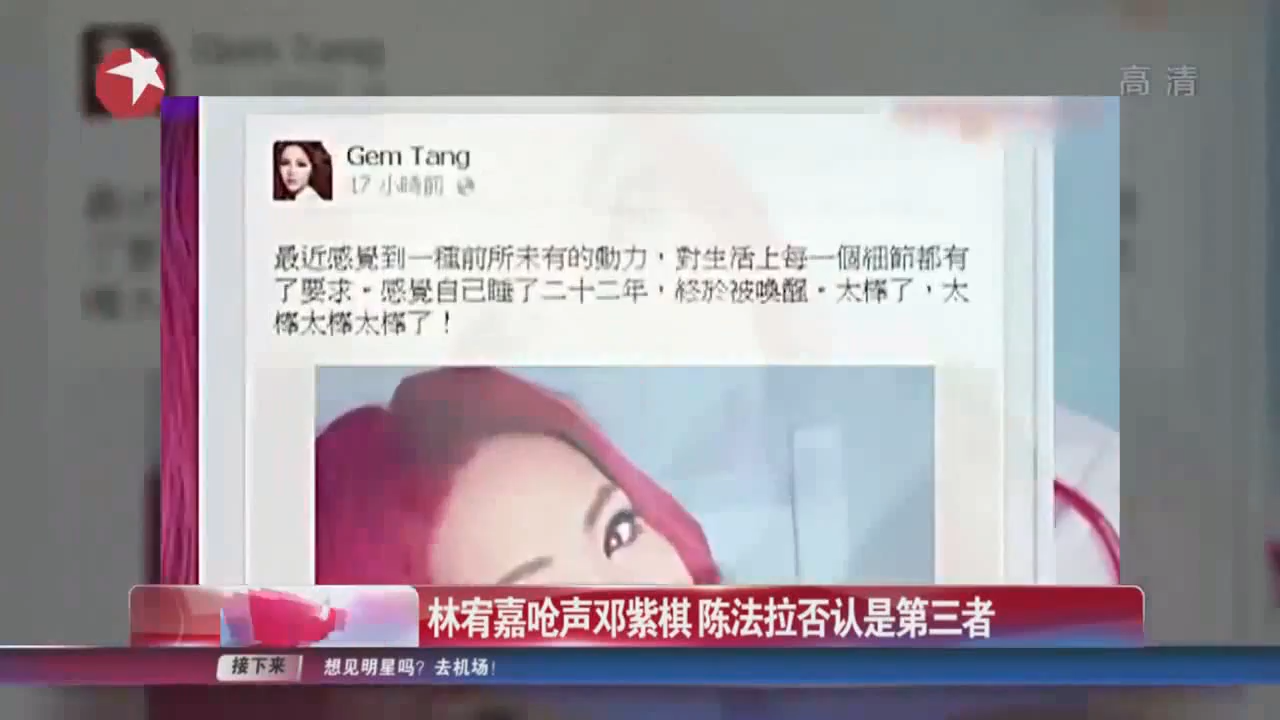 高清
Gem Tang
17 小時前
最近感覺到一種前所未有的動力，對生活上每一個細節都有
了要求。感覺自己睡了二十二年，終於被喚醒。太棒了，太
棒太棒太棒了！
林宥嘉呛声邓紫棋 陈法拉否认是第三者
接下来 想见明星吗？去机场！